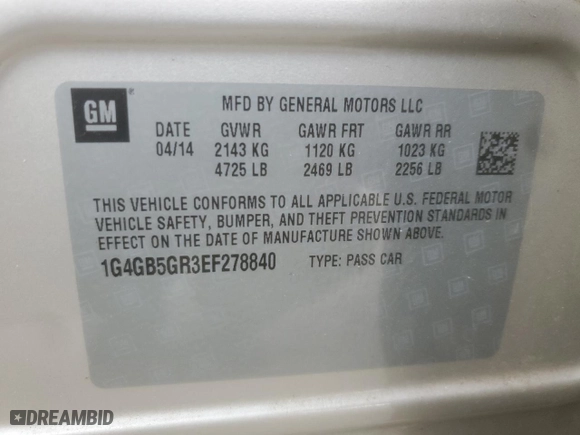 GM
MFD BY GENERAL MOTORS LLC
DATE GVWR GAWR FRT GAWR RR
04/14 2143 KG 1120 KG 1023 KG
4725 LB 2469 LB 2256 LB
THIS VEHICLE CONFORMS TO ALL APPLICABLE U.S. FEDERAL MOTOR
VEHICLE SAFETY, BUMPER, AND THEFT PREVENTION STANDARDS IN
EFFECT ON THE DATE OF MANUFACTURE SHOWN ABOVE.
1G4GB5GR3EF278840 TYPE: PASS CAR
DREAMBID